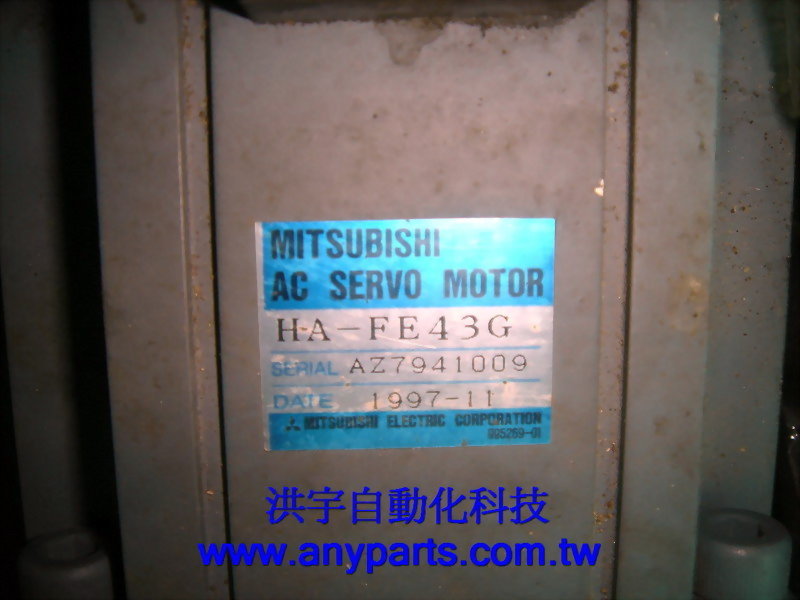 MITSUBISHI
AC SERVO MOTOR
HA-FE43G
SERIAL AZ7941009
DATE 1997-11
MITSUBISHI ELECTRIC CORPORATION
洪宇自動化科技
www.anyparts.com.tw